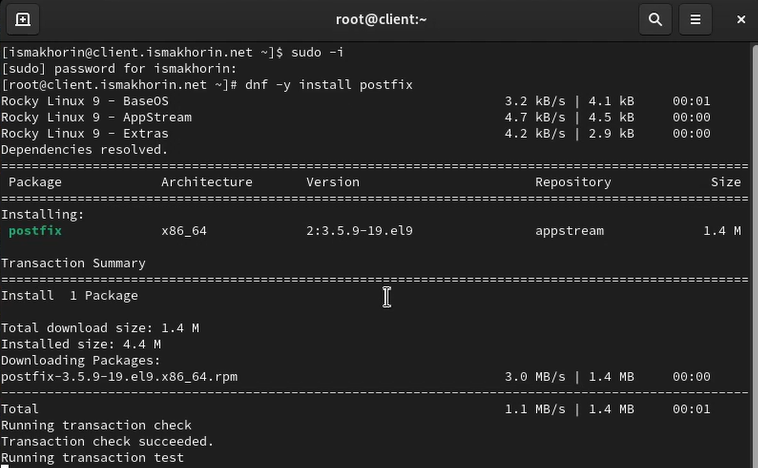 root@client:~
[ismakhorin@client.ismakhorin.net ~]$ sudo -i
[sudo] password for ismakhorin:
[root@client.ismakhorin.net ~]# dnf -y install postfix
Rocky Linux 9 - BaseOS 3.2 kB/s | 4.1 kB 00:01
Rocky Linux 9 - AppStream 4.7 kB/s | 4.5 kB 00:00
Rocky Linux 9 - Extras 4.2 kB/s | 2.9 kB 00:00
Dependencies resolved.
================================================================================
Package Architecture Version Repository Size
================================================================================
Installing:
postfix x86_64 2:3.5.9-19.el9 appstream 1.4 M
Transaction Summary
================================================================================
Install 1 Package
Total download size: 1.4 M
Installed size: 4.4 M
Downloading Packages:
postfix-3.5.9-19.el9.x86_64.rpm 3.0 MB/s | 1.4 MB 00:00
--------------------------------------------------------------------------------
Total 1.1 MB/s | 1.4 MB 00:01
Running transaction check
Transaction check succeeded.
Running transaction test